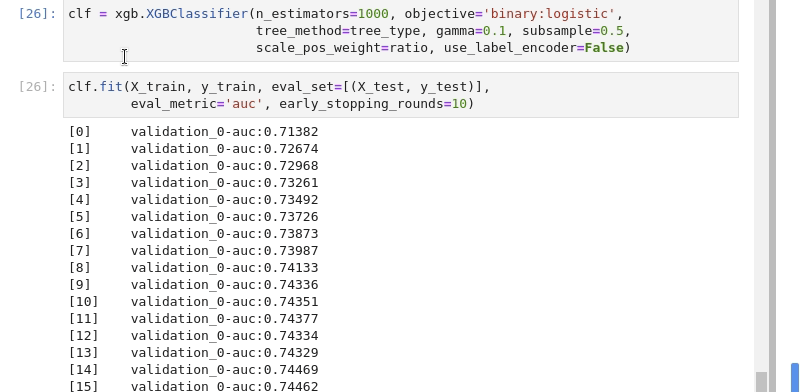 [26]: clf = xgb.XGBClassifier(n_estimators=1000, objective='binary:logistic',
tree_method=tree_type, gamma=0.1, subsample=0.5,
scale_pos_weight=ratio, use_label_encoder=False)
[26]: clf.fit(X_train, y_train, eval_set=[(X_test, y_test)],
eval_metric='auc', early_stopping_rounds=10)
[0] validation_0-auc:0.71382
[1] validation_0-auc:0.72674
[2] validation_0-auc:0.72968
[3] validation_0-auc:0.73261
[4] validation_0-auc:0.73492
[5] validation_0-auc:0.73726
[6] validation_0-auc:0.73873
[7] validation_0-auc:0.73987
[8] validation_0-auc:0.74133
[9] validation_0-auc:0.74336
[10] validation_0-auc:0.74351
[11] validation_0-auc:0.74377
[12] validation_0-auc:0.74334
[13] validation_0-auc:0.74329
[14] validation_0-auc:0.74469
[15] validation_0-auc:0.74462